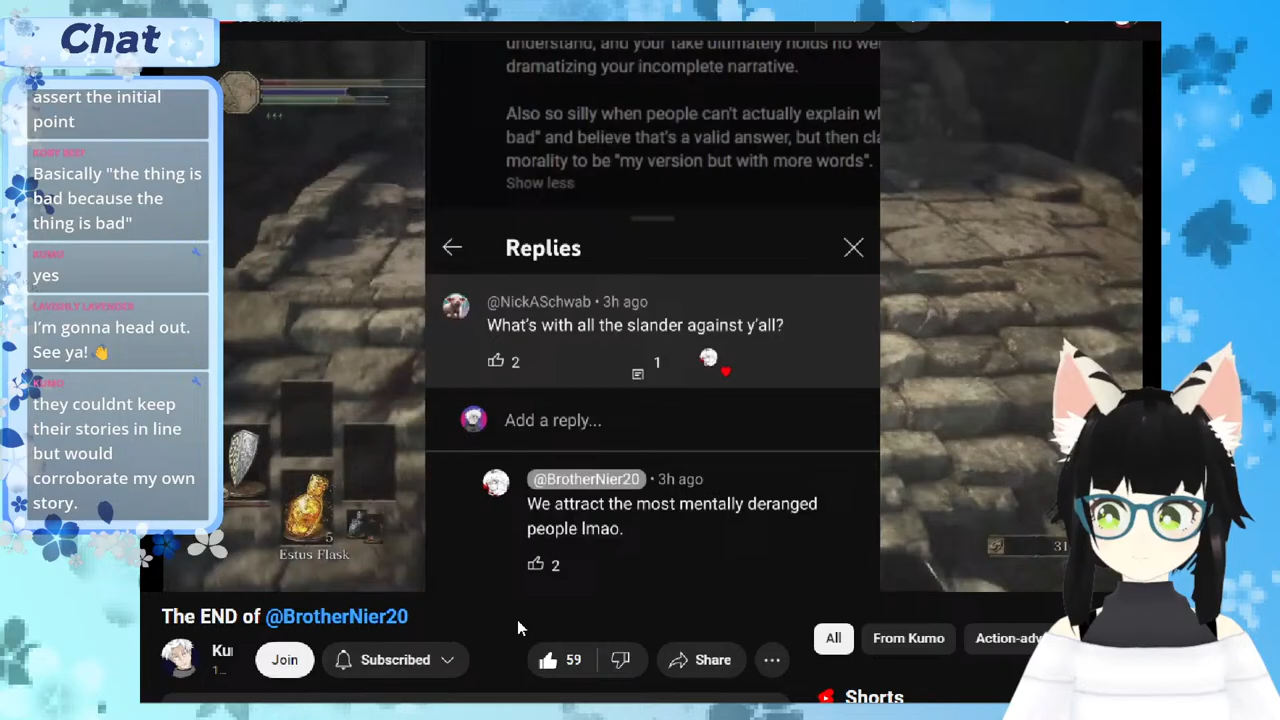 Chat
assert the initial
point
Basically "the thing is
bad because the
thing is bad"
yes
LAVISHLY LAVENDER
I'm gonna head out.
See ya! 👋
KUMO
they couldnt keep
their stories in line
but would
corroborate my own
story.
understand, and your take ultimately holds no
dramatizing your incomplete narrative.
Also so silly when people can't actually explain
bad" and believe that's a valid answer, but then
morality to be "my version but with more words".
Show less
Replies
@NickASchwab • 3h ago
What's with all the slander against y'all?
2
1
Add a reply...
@BrotherNier20 • 3h ago
We attract the most mentally deranged
people lmao.
2
5
Estus Flask
31
The END of @BrotherNier20
Join
Subscribed
59
Share
All
From Kumo
Shorts